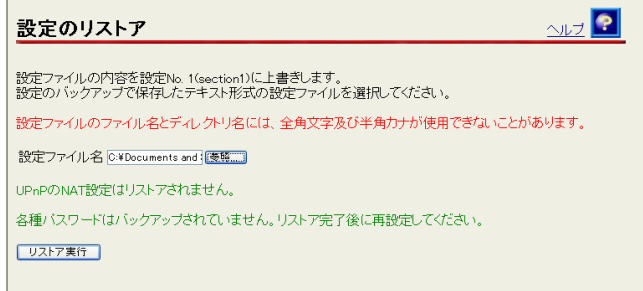 設定のリストア
ヘルプ
設定ファイルの内容を設定No. 1(section1)に上書きします。
設定のバックアップで保存したテキスト形式の設定ファイルを選択してください。
設定ファイルのファイル名とディレクトリ名には、全角文字及び半角カナが使用できないことがあります。
設定ファイル名 C:¥Documents and 参照...
UPnPのNAT設定はリストアされません。
各種パスワードはバックアップされていません。リストア完了後に再設定してください。
リストア実行